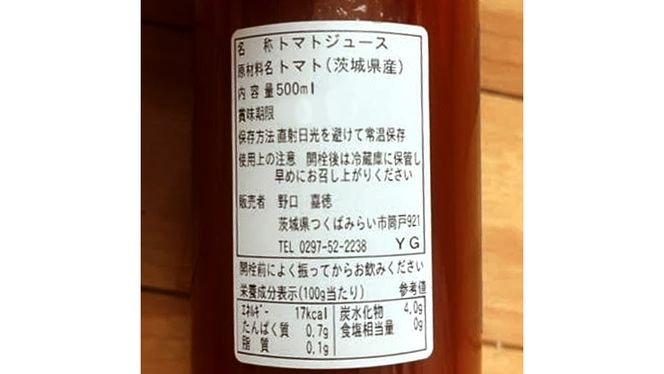 名 称 トマトジュース
原材料名 トマト(茨城県産)
内 容 量 500ml
賞味期限
保存方法 直射日光を避けて常温保存
使用上の注意 開栓後は冷蔵庫に保管し
早めにお召し上がりください
販売者 野口 嘉徳
茨城県つくばみらい市筒戸921
TEL 0297-52-2238 YG
開栓前によく振ってからお飲みください
栄養成分表示(100g当たり) 参考値
エネルギー 17kcal 炭水化物 4.0g
たんぱく質 0.7g 食塩相当量 0g
脂 質 0.1g